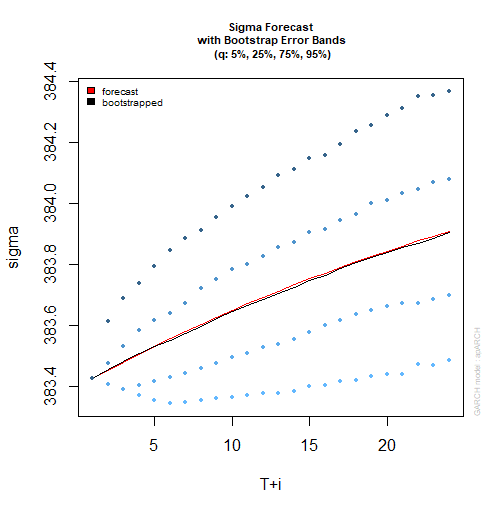 Sigma Forecast
with Bootstrap Error Bands
(q: 5%, 25%, 75%, 95%)
forecast
bootstrapped
384.4
384.2
384.0
383.8
383.6
383.4
sigma
5
10
15
20
T+i
GARCH model : apARCH